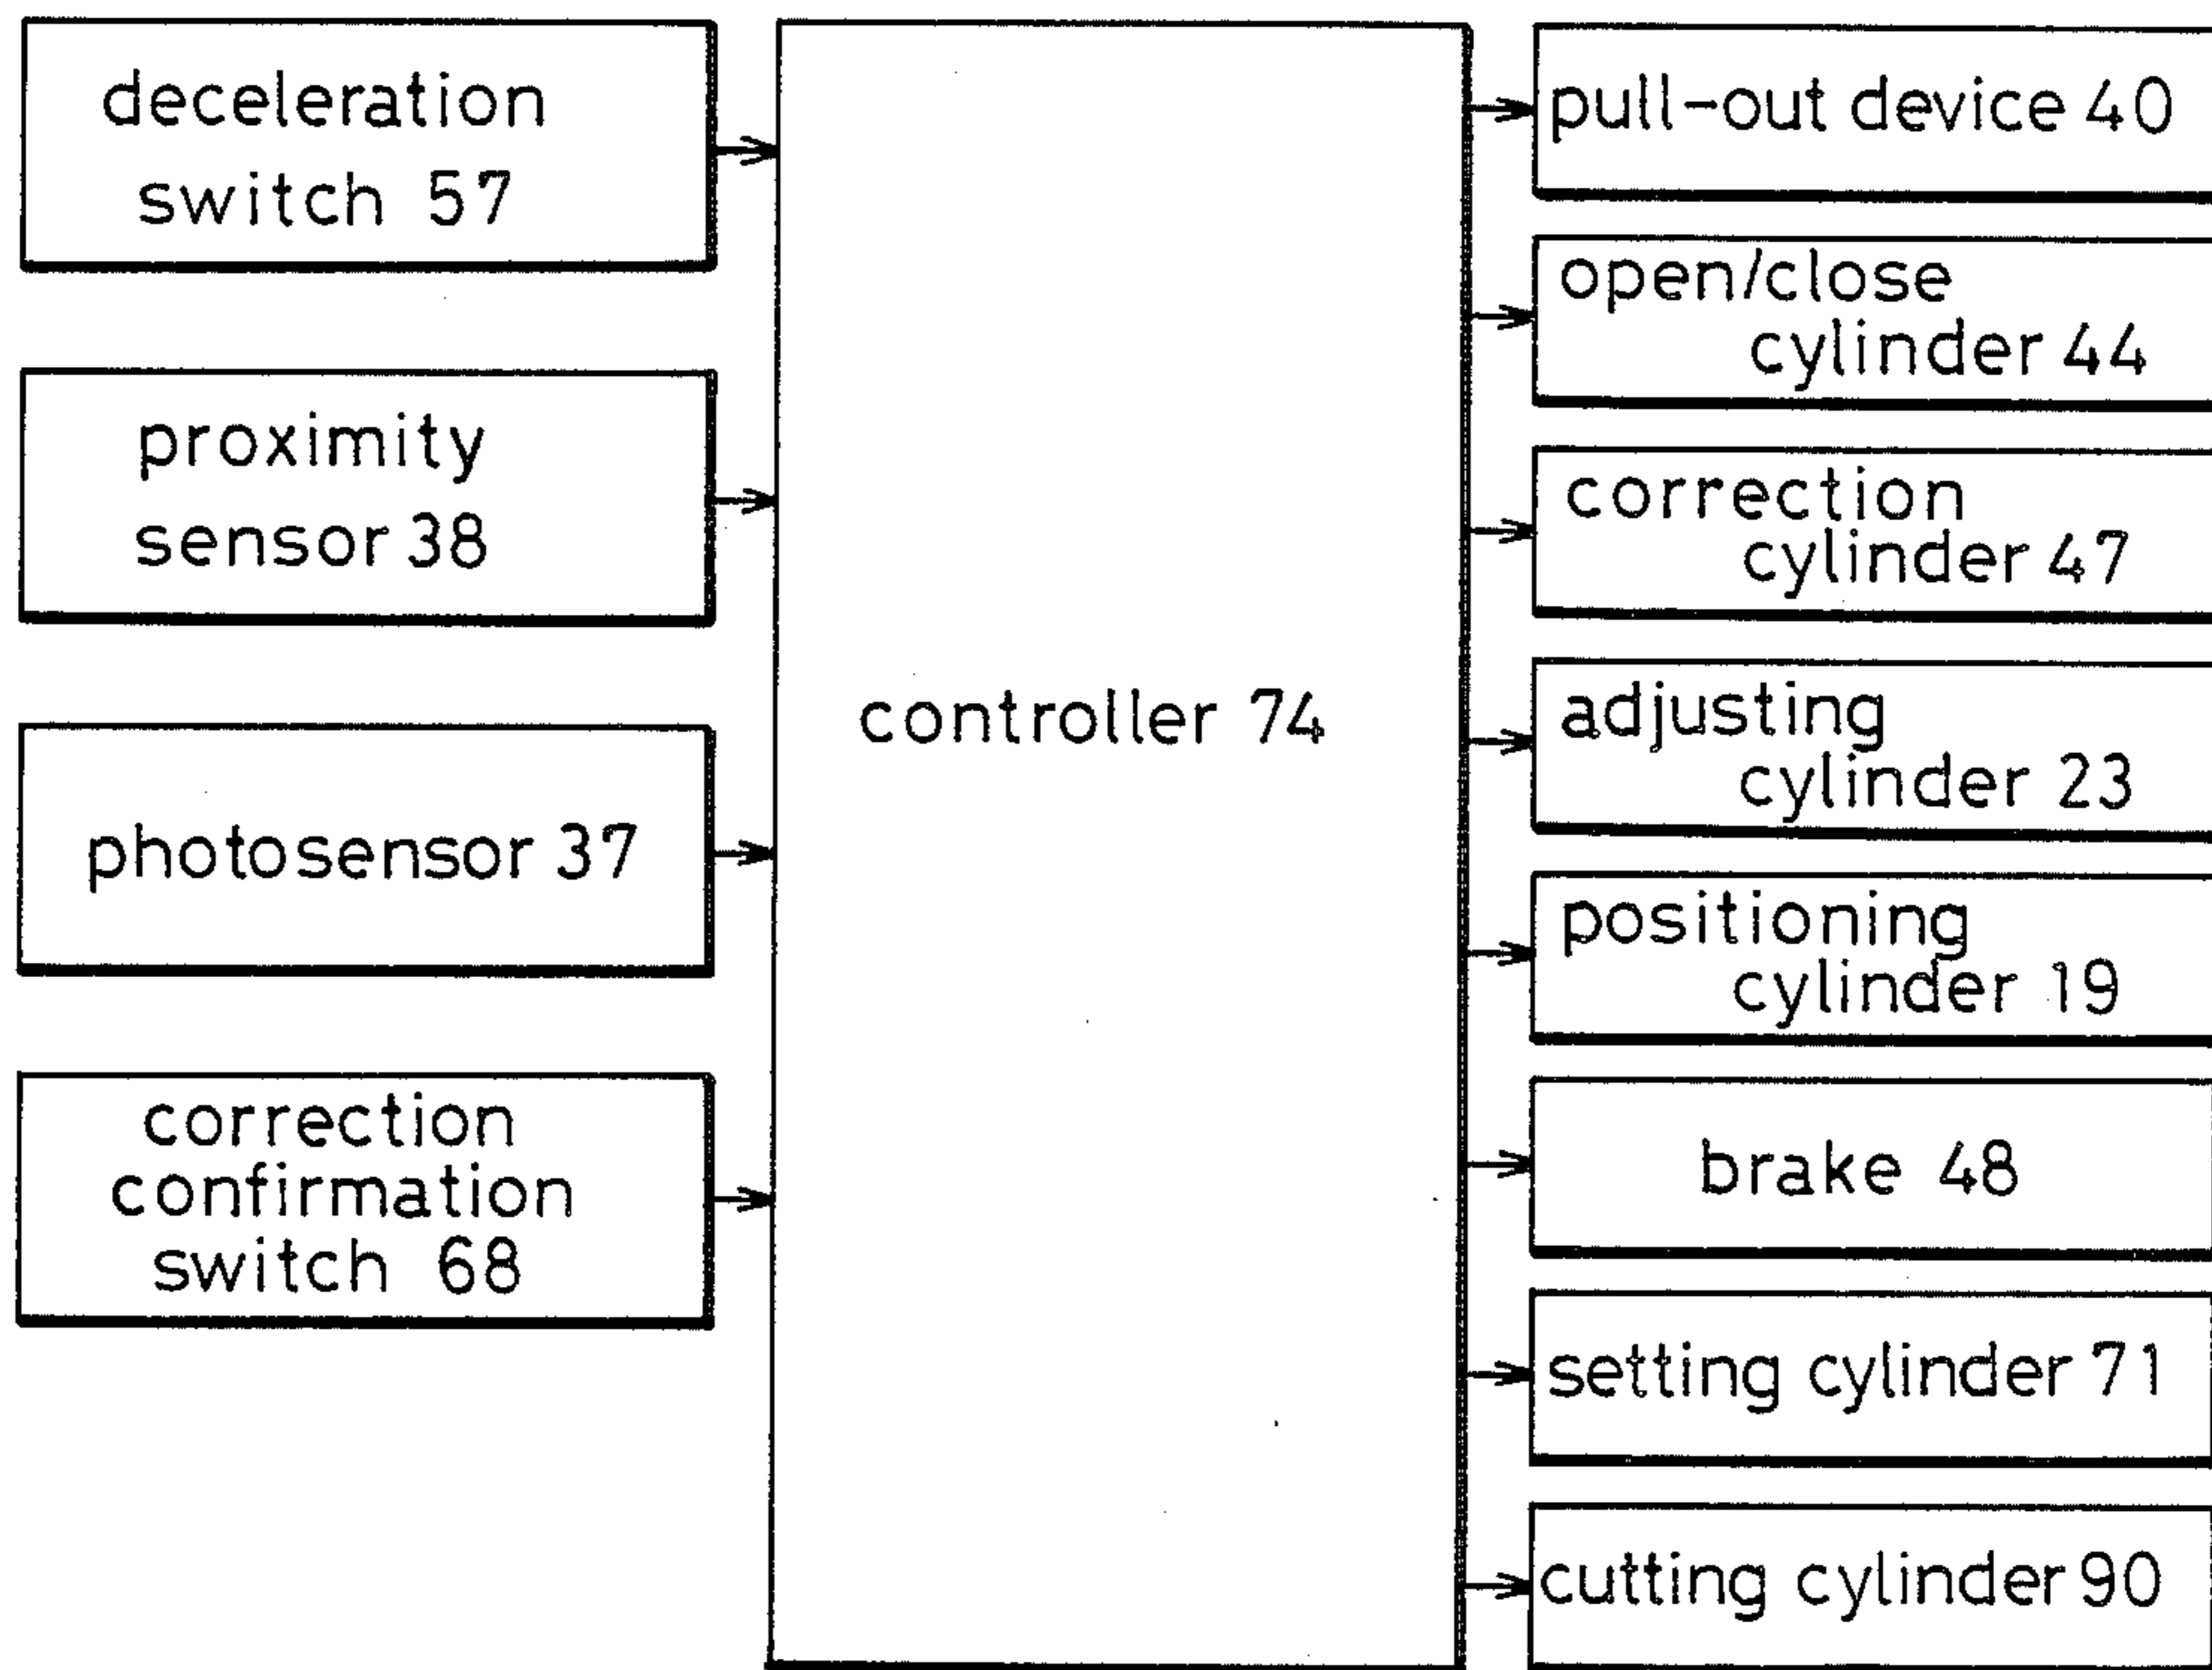 deceleration
switch 57
proximity
sensor 38
photosensor 37
correction
confirmation
switch 68
controller 74
pull-out device 40
open/close
cylinder 44
correction
cylinder 47
adjusting
cylinder 23
positioning
cylinder 19
brake 48
setting cylinder 71
cutting cylinder 90